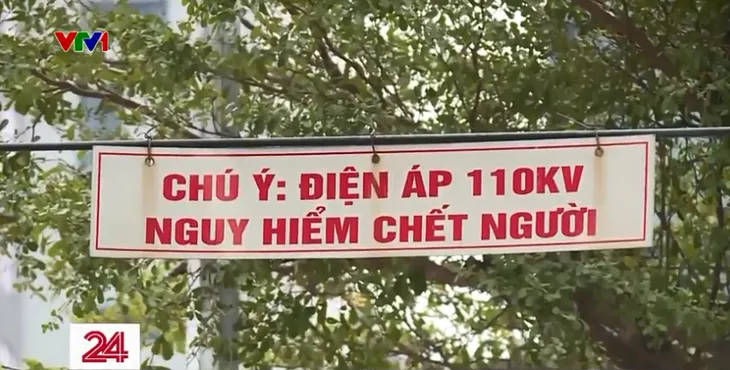 VTV1
CHÚ Ý: ĐIỆN ÁP 110KV
NGUY HIỂM CHẾT NGƯỜI
24